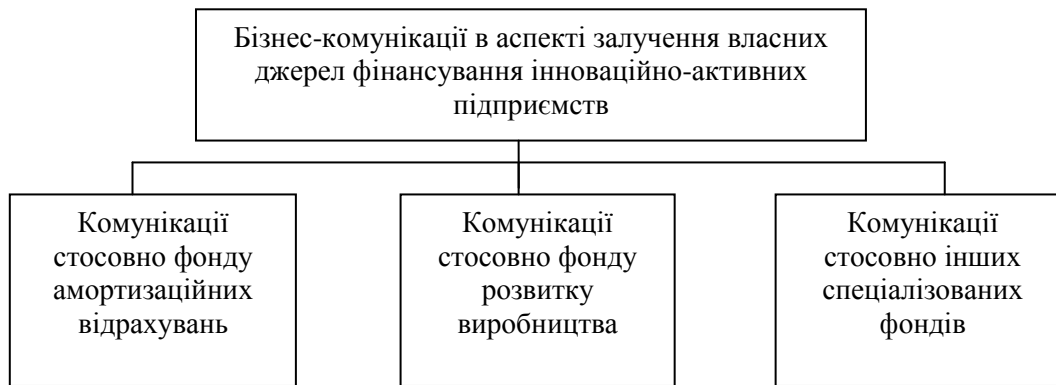 Бізнес-комунікації в аспекті залучення власних
джерел фінансування інноваційно-активних
підприємств
Комунікації
стосовно фонду
амортизаційних
відрахувань
Комунікації
стосовно фонду
розвитку
виробництва
Комунікації
стосовно інших
спеціалізованих
фондів